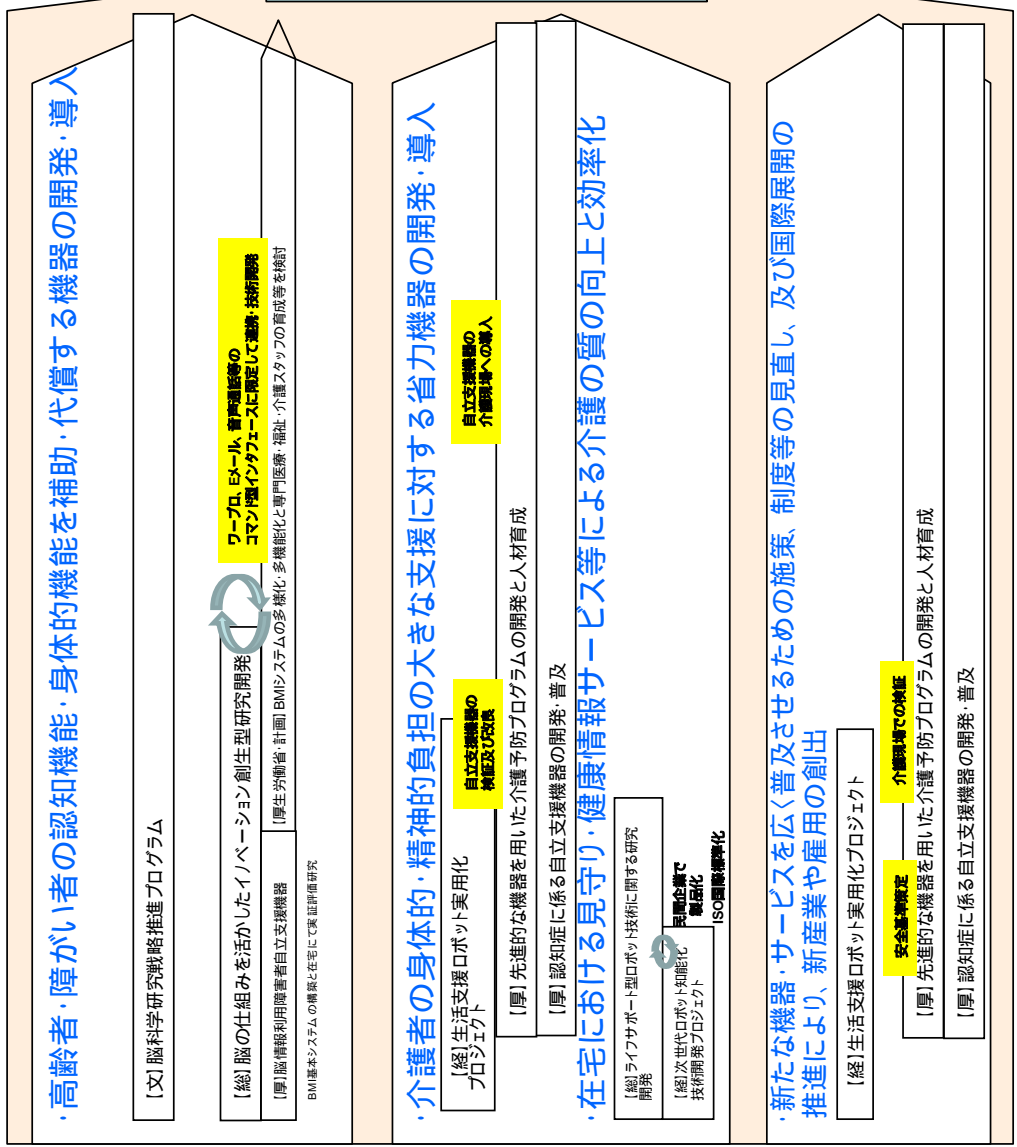 ・高齢者・障がい者の認知機能・身体的機能を補助・代償する機器の開発・導入
【文】脳科学研究戦略推進プログラム
ワープロ、Eメール、音声通話等の
コマンド型インタフェースに限定して連携・技術開発
【総】脳の仕組みを活かしたイノベーション創生型研究開発
【厚】脳情報利用障害者自立支援機器
【厚生労働省・計画】BMIシステムの多様化・多機能化と専門医療・福祉・介護スタッフの育成等を検討
BMI基本システムの構築と在宅にて実証評価研究
・介護者の身体的・精神的負担の大きな支援に対する省力機器の開発・導入
【経】生活支援ロボット実用化
プロジェクト
自立支援機器の
検証及び改良
自立支援機器の
介護現場への導入
【厚】先進的な機器を用いた介護予防プログラムの開発と人材育成
【厚】認知症に係る自立支援機器の開発・普及
・在宅における見守り・健康情報サービス等による介護の質の向上と効率化
【総】ライフサポート型ロボット技術に関する研究
開発
【経】次世代ロボット知能化
技術開発プロジェクト
民間企業で
製品化
ISO国際標準化
・新たな機器・サービスを広く普及させるための施策、制度等の見直し、及び国際展開の
推進により、新産業や雇用の創出
【経】生活支援ロボット実用化プロジェクト
安全基準策定
介護現場での検証
【厚】先進的な機器を用いた介護予防プログラムの開発と人材育成
【厚】認知症に係る自立支援機器の開発・普及